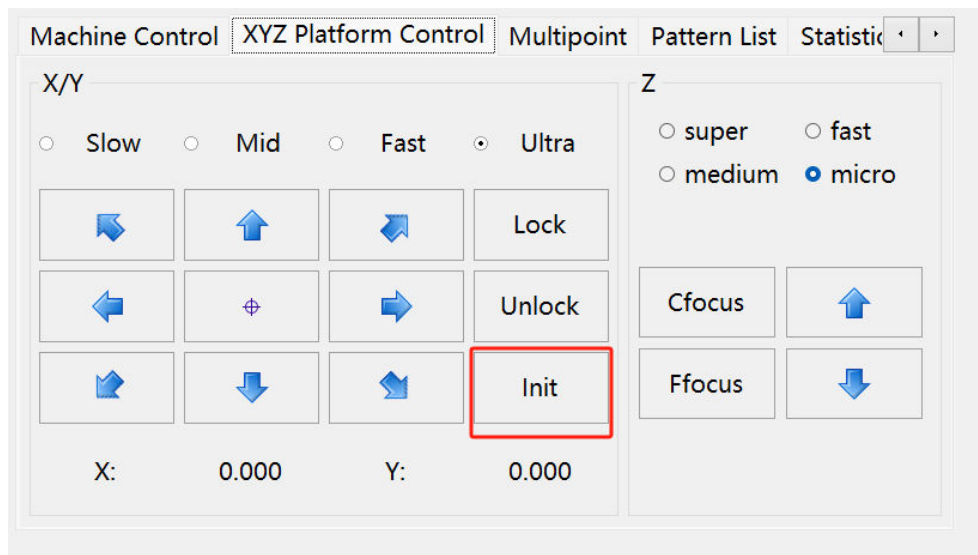 Machine Control XYZ Platform Control Multipoint Pattern List
X/Y
Slow Mid Fast Ultra
Lock
Unlock
Init
X: 0.000 Y: 0.000
Z
super fast
medium micro
Cfocus
Ffocus